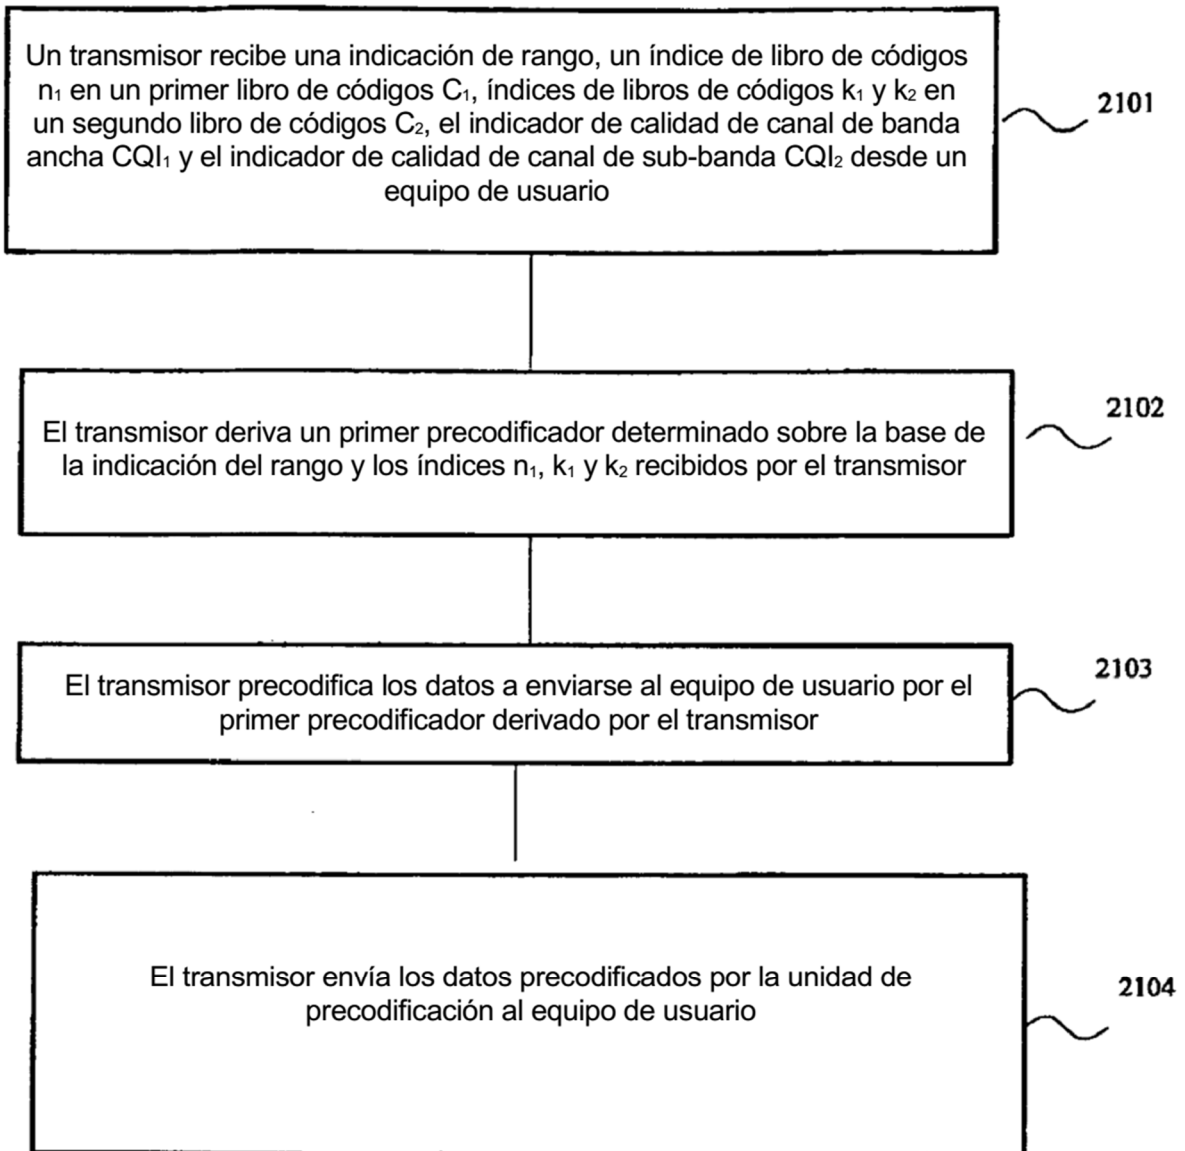 Un transmisor recibe una indicación de rango, un índice de libro de códigos
n₁ en un primer libro de códigos C₁, índices de libros de códigos k₁ y k₂ en
un segundo libro de códigos C₂, el indicador de calidad de canal de banda
ancha CQI₁ y el indicador de calidad de canal de sub-banda CQI₂ desde un
equipo de usuario
2101
El transmisor deriva un primer precodificador determinado sobre la base de
la indicación del rango y los índices n₁, k₁ y k₂ recibidos por el transmisor
2102
El transmisor precodifica los datos a enviarse al equipo de usuario por el
primer precodificador derivado por el transmisor
2103
El transmisor envía los datos precodificados por la unidad de
precodificación al equipo de usuario
2104